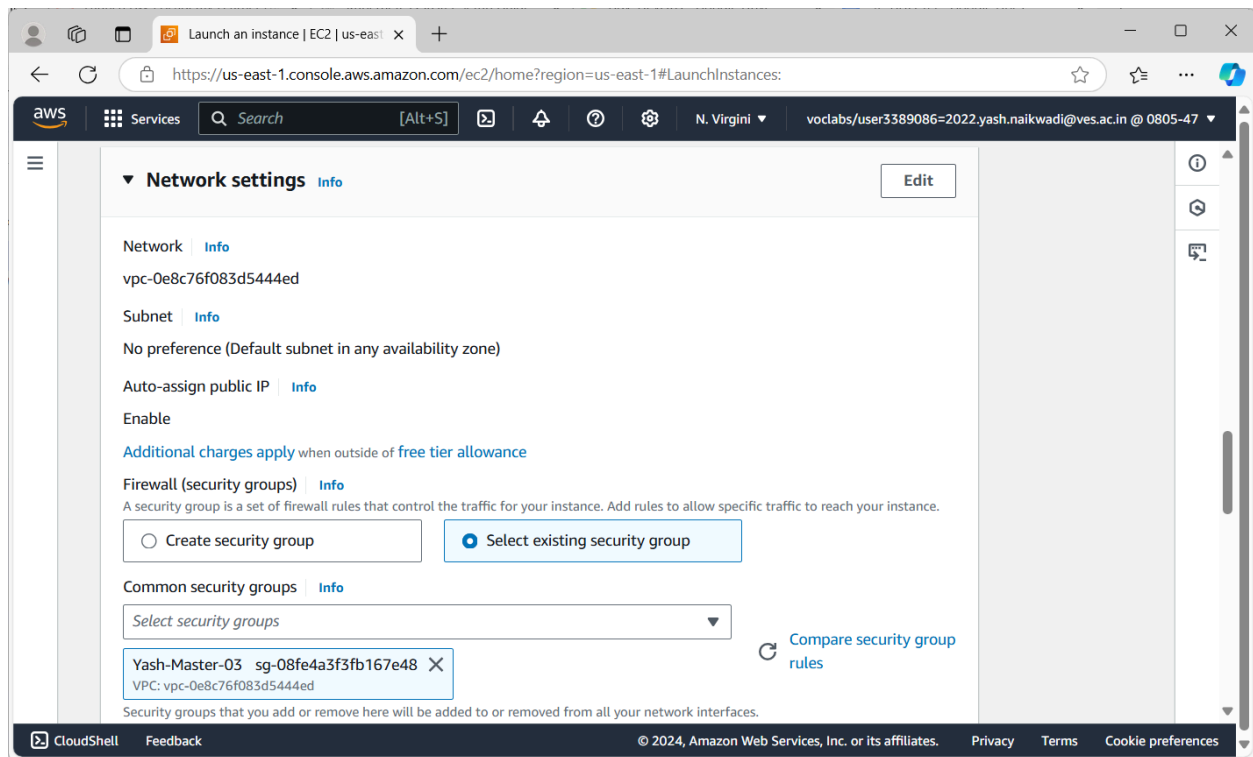 Launch an instance | EC2 | us-east
https://us-east-1.console.aws.amazon.com/ec2/home?region=us-east-1#LaunchInstances:
aws Services Search [Alt+S] N. Virgini voclabs/user3389086=2022.yash.naikwadi@ves.ac.in @ 0805-47
Network settings Info Edit
Network Info
vpc-0e8c76f083d5444ed
Subnet Info
No preference (Default subnet in any availability zone)
Auto-assign public IP Info
Enable
Additional charges apply when outside of free tier allowance
Firewall (security groups) Info
A security group is a set of firewall rules that control the traffic for your instance. Add rules to allow specific traffic to reach your instance.
Create security group Select existing security group
Common security groups Info
Select security groups
Compare security group
rules
Yash-Master-03 sg-08fe4a3f3fb167e48
VPC: vpc-0e8c76f083d5444ed
Security groups that you add or remove here will be added to or removed from all your network interfaces.
CloudShell Feedback © 2024, Amazon Web Services, Inc. or its affiliates. Privacy Terms Cookie preferences